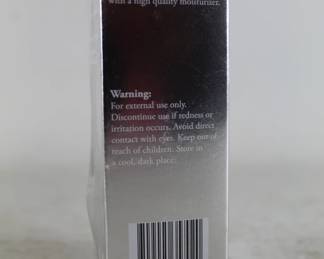 with a high quality moisturiser.
Warning:
For external use only.
Discontinue use if redness or
irritation occurs. Avoid direct
contact with eyes. Keep out of
reach of children. Store in
a cool, dark place.